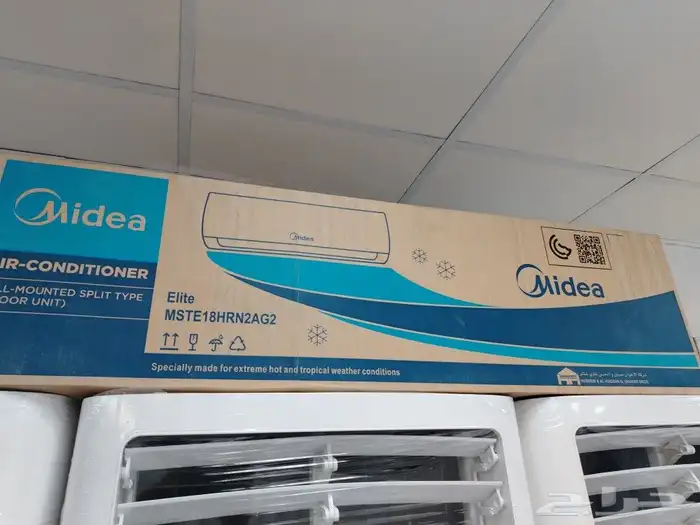 Midea
IR-CONDITIONER
LL-MOUNTED SPLIT TYPE
OOR UNIT)
Midea
Elite
MSTE18HRN2AG2
Midea
Specially made for extreme hot and tropical weather conditions
حراج